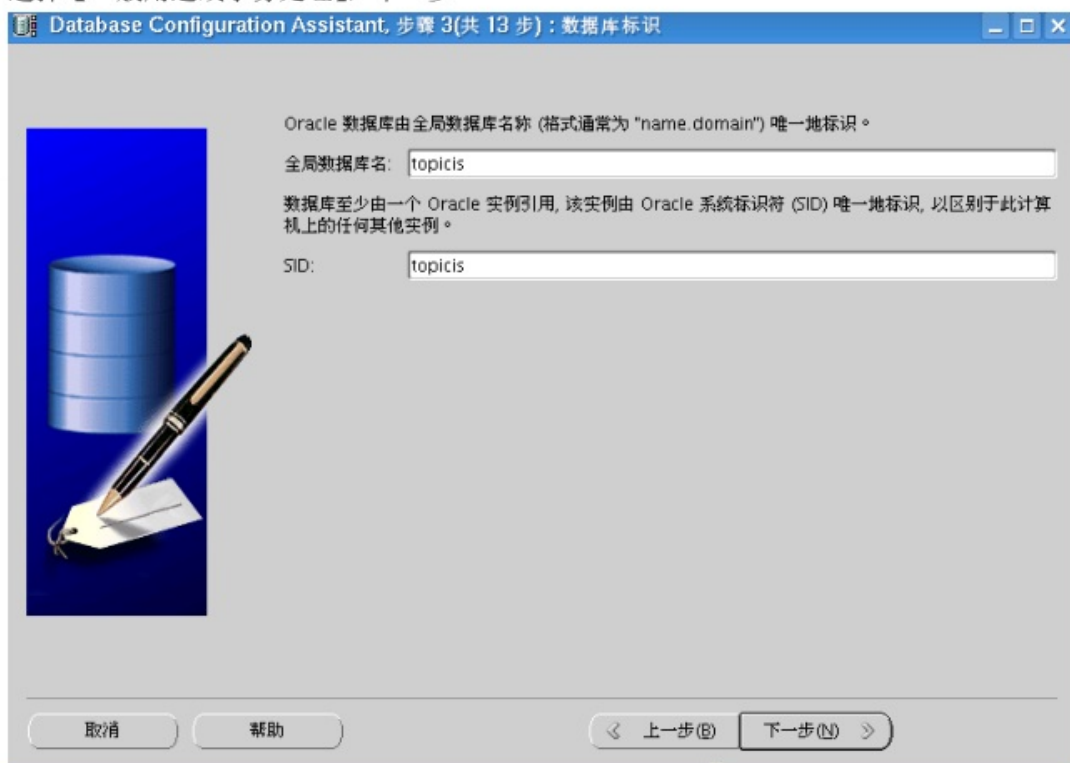 Database Configuration Assistant, 步骤 3(共 13 步) : 数据库标识
Oracle 数据库由全局数据库名称 (格式通常为 "name.domain") 唯一地标识。
全局数据库名: topicis
数据库至少由一个 Oracle 实例引用, 该实例由 Oracle 系统标识符 (SID) 唯一地标识, 以区别于此计算
机上的任何其他实例。
SID: topicis
取消 帮助 上一步(B) 下一步(N)